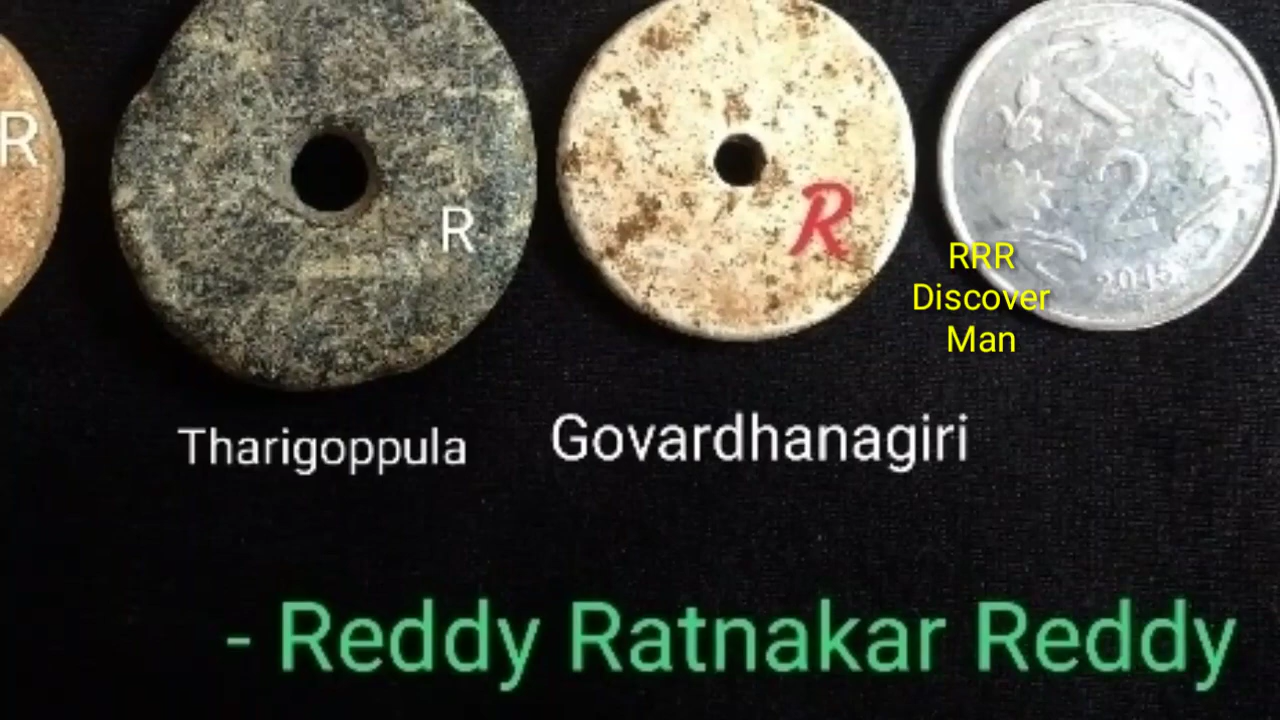 R
R
R
₹
2
2015
RRR
Discover
Man
Tharigoppula
Govardhanagiri
- Reddy Ratnakar Reddy